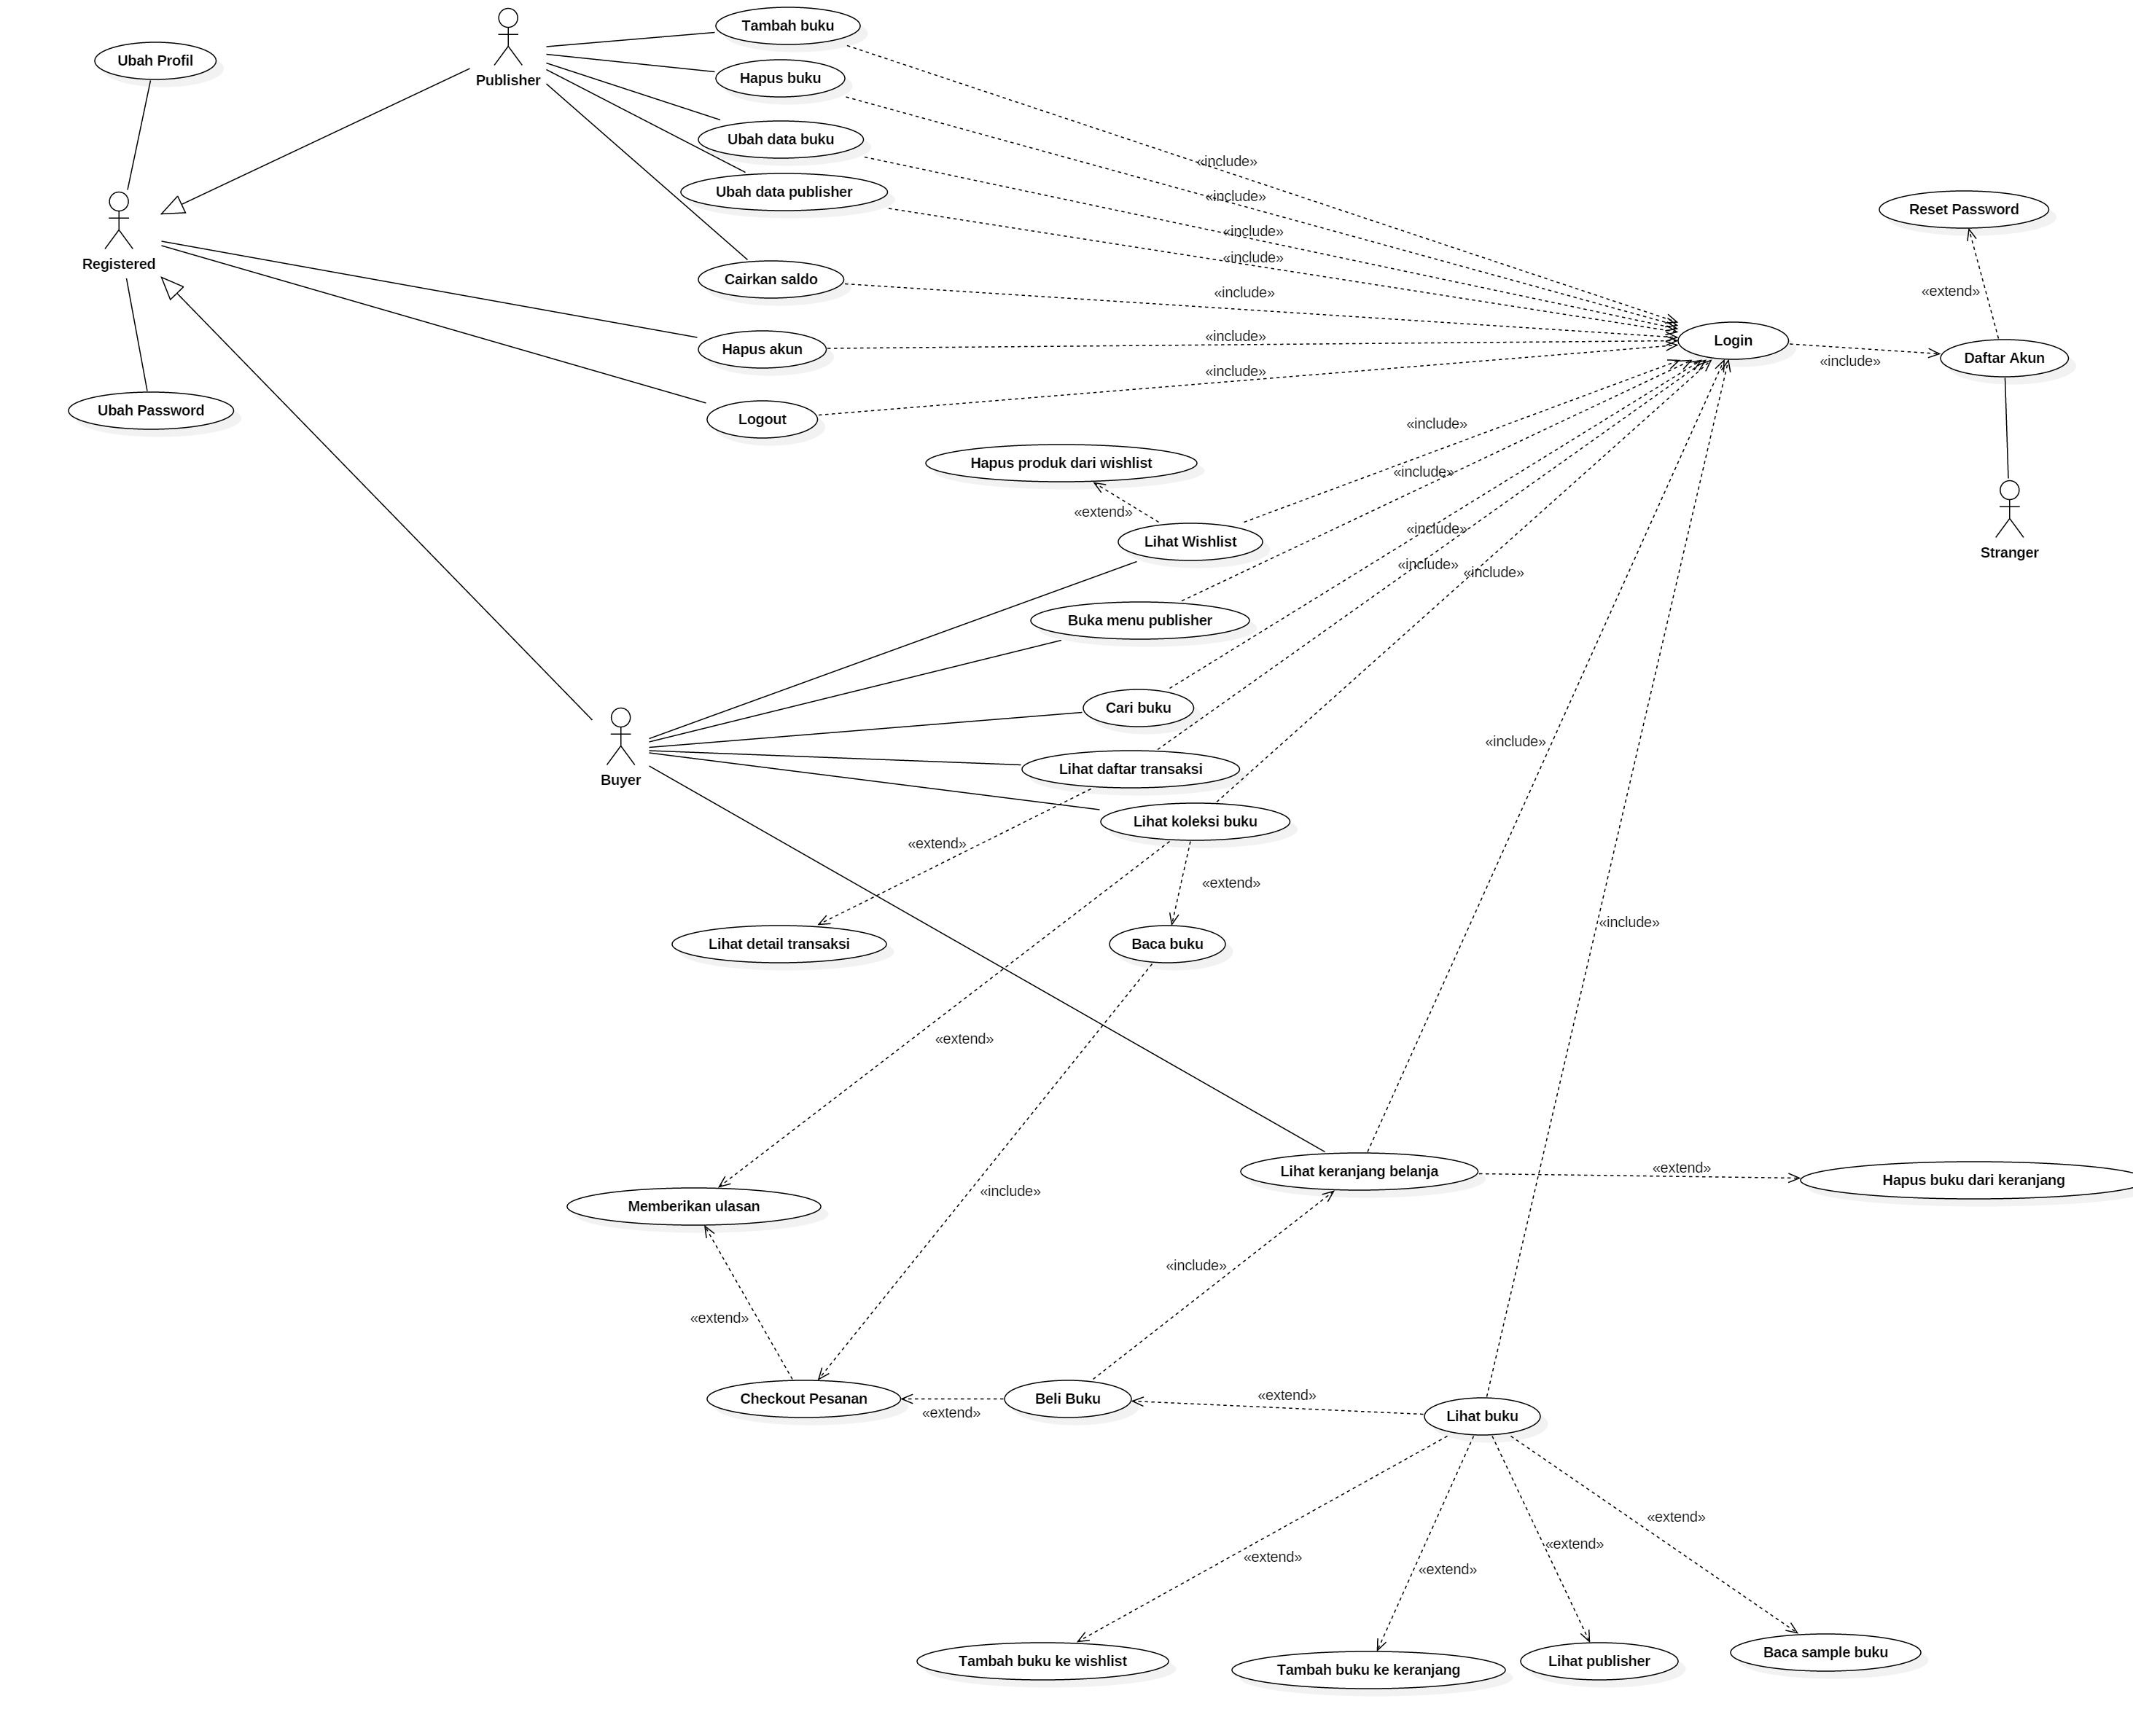 Tambah buku
Ubah Profil
Hapus buku
Publisher
Ubah data buku
«include»
Ubah data publisher
«include»
Reset Password
«include»
«include»
Registered
Cairkan saldo
«include»
«extend»
«include»
Login
Hapus akun
Daftar Akun
«include»
«include»
Ubah Password
Logout
«include»
Hapus produk dari wishlist
«include»
«extend»
«include»
Lihat Wishlist
Stranger
«include»
«include»
Buka menu publisher
Cari buku
«include»
Lihat daftar transaksi
Buyer
Lihat koleksi buku
«extend»
«extend»
«include»
Lihat detail transaksi
Baca buku
«extend»
«extend»
Lihat keranjang belanja
Hapus buku dari keranjang
«include»
Memberikan ulasan
«include»
«extend»
«extend»
Checkout Pesanan
Beli Buku
«extend»
Lihat buku
«extend»
«extend»
«extend»
«extend»
Baca sample buku
Tambah buku ke wishlist
Lihat publisher
Tambah buku ke keranjang